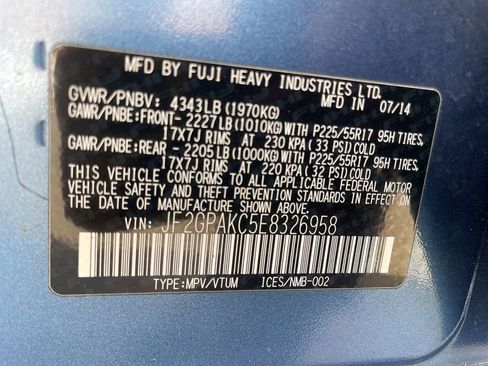 MFD BY FUJI HEAVY INDUSTRIES LTD.
GVWR/PNBV: 4343LB (1970KG) IN 07/14
GAWR/PNBE:FRONT- 2227LB(1010KG)WITH P225/55R17 95H TIRES,
17X7J RIMS AT 230 KPA (33 PSI)COLD
GAWR/PNBE:REAR - 2205LB(1000KG)WITH P225/55R17 95H TIRES,
17X7J RIMS AT 220 KPA (32 PSI)COLD
THIS VEHICLE CONFORMS TO ALL APPLICABLE FEDERAL MOTOR
VEHICLE SAFETY AND THEFT PREVENTION STANDARDS IN EFFECT ON
THE DATE OF MANUFACTURE SHOWN ABOVE.
VIN: JF2GPAKC5E8326958
TYPE:MPV/VTUM ICES/NMB-002